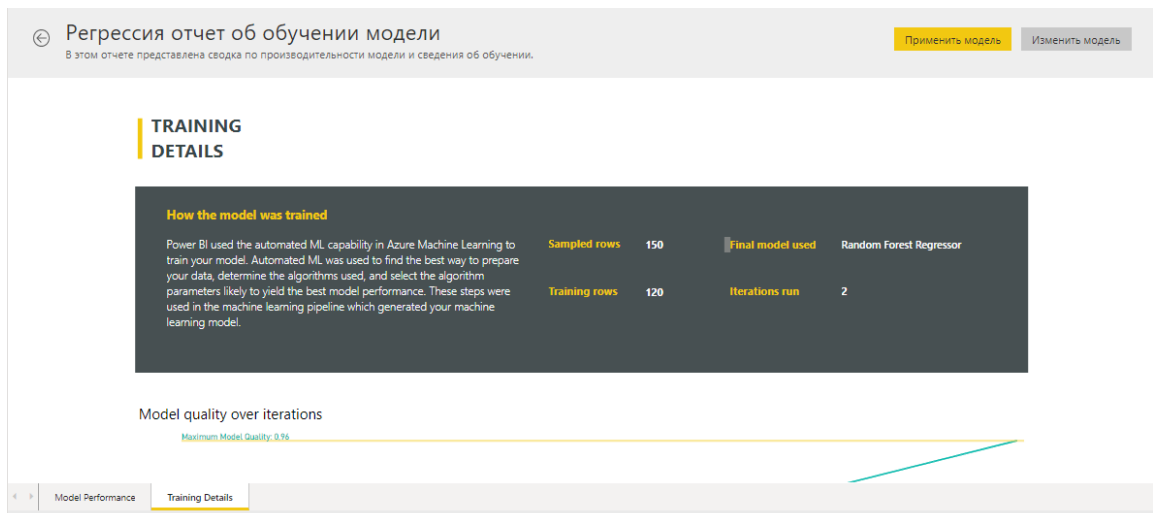 Регрессия отчет об обучении модели
В этом отчете представлена сводка по производительности модели и сведения об обучении.
Применить модель
Изменить модель
TRAINING
DETAILS
How the model was trained
Power BI used the automated ML capability in Azure Machine Learning to
train your model. Automated ML was used to find the best way to prepare
your data, determine the algorithms used, and select the algorithm
parameters likely to yield the best model performance. These steps were
used in the machine learning pipeline which generated your machine
learning model.
Sampled rows 150
Final model used Random Forest Regressor
Training rows 120
Iterations run 2
Model quality over iterations
Maximum Model Quality: 0.96
Model Performance
Training Details